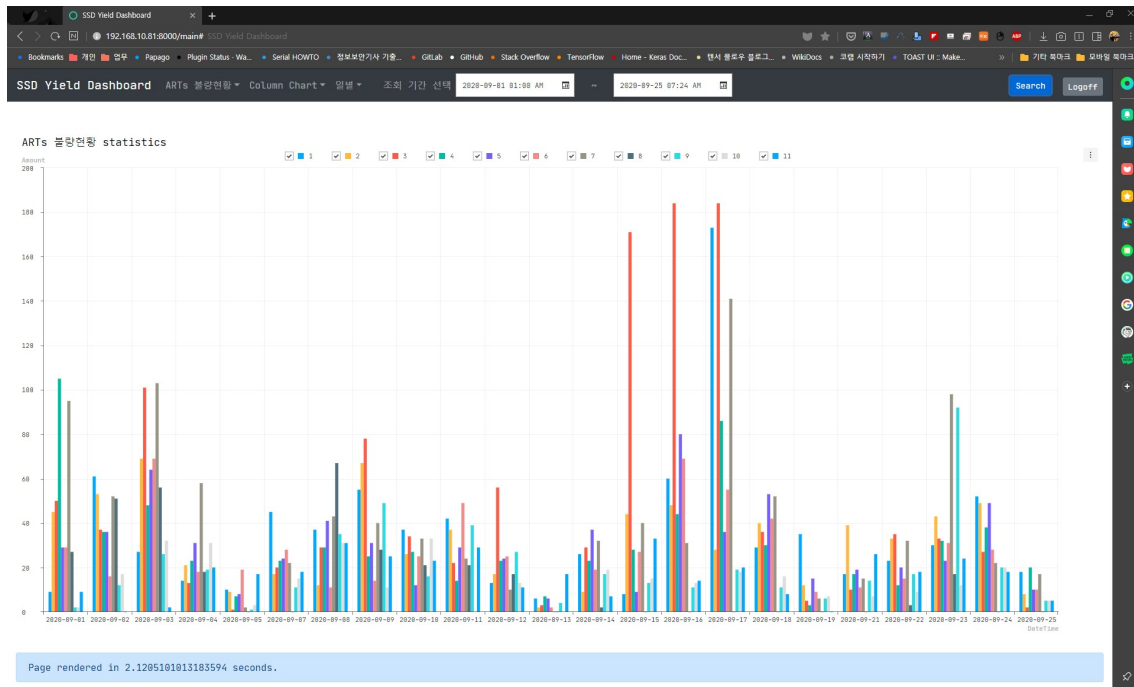 SSD Yield Dashboard
192.168.10.81:8000/main# SSD Yield Dashboard
Bookmarks 개인 업무 Papago Plugin Status - Wa... Serial HOWTO 정보보안기사 기출... GitLab GitHub Stack Overflow TensorFlow Home - Keras Doc... 텐서 플로우 블로그... WikiDocs 코랩 시작하기 TOAST UI :: Make... » 기타 북마크 모바일 북마크
SSD Yield Dashboard ARTs 불량현황 Column Chart 일별 조회 기간 선택 2020-09-01 01:00 AM ~ 2020-09-25 07:24 AM Search Logoff
ARTs 불량현황 statistics
1 2 3 4 5 6 7 8 9 10 11
Amount
200
180
160
140
120
100
80
60
40
20
0
2020-09-01 2020-09-02 2020-09-03 2020-09-04 2020-09-05 2020-09-07 2020-09-08 2020-09-09 2020-09-10 2020-09-11 2020-09-12 2020-09-13 2020-09-14 2020-09-15 2020-09-16 2020-09-17 2020-09-18 2020-09-19 2020-09-21 2020-09-22 2020-09-23 2020-09-24 2020-09-25
DateTime
Page rendered in 2.1205101013183594 seconds.